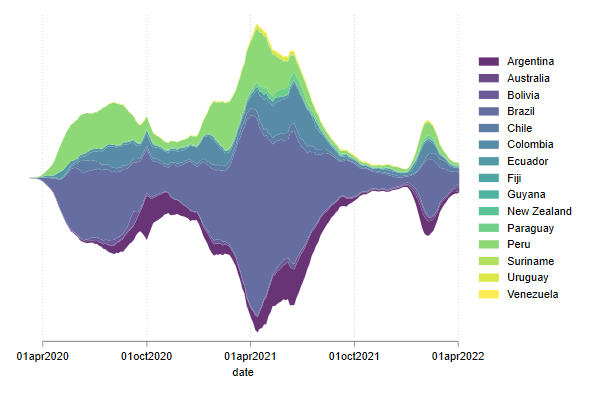 Argentina
Australia
Bolivia
Brazil
Chile
Colombia
Ecuador
Fiji
Guyana
New Zealand
Paraguay
Peru
Suriname
Uruguay
Venezuela
01apr2020 01oct2020 01apr2021 01oct2021 01apr2022
date